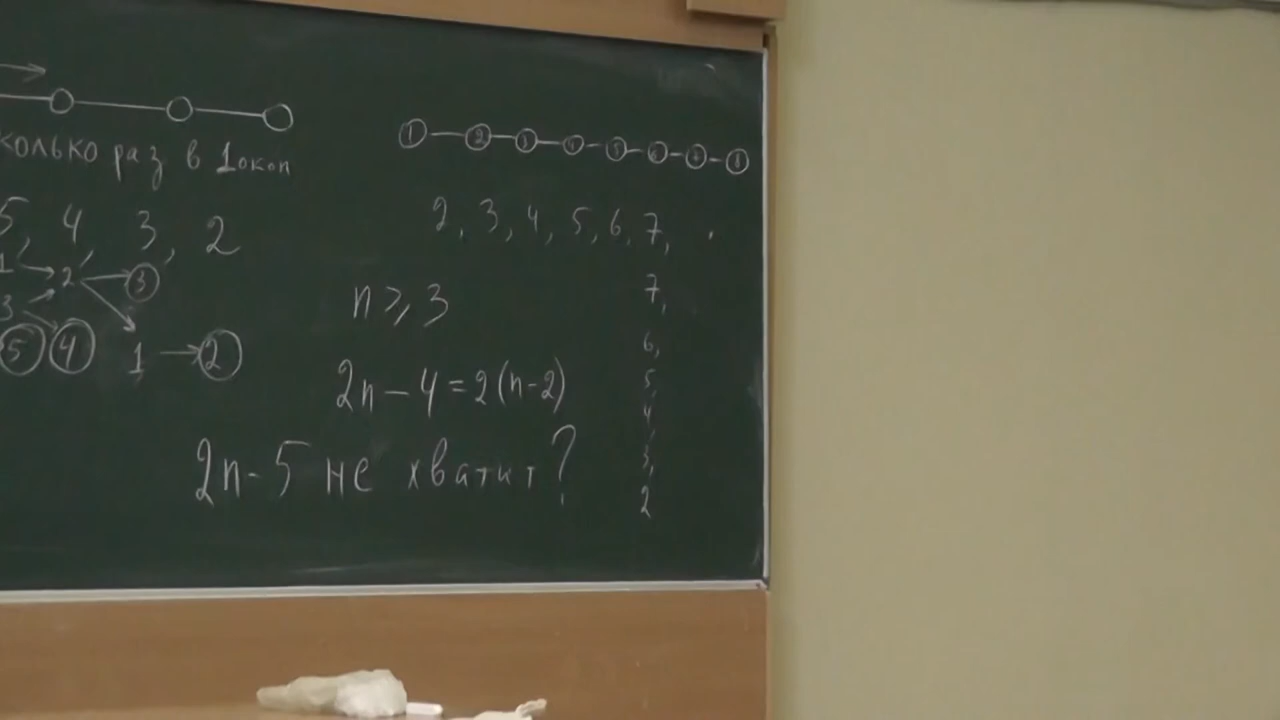 колько раз в 1 окоп
5, 4, 3, 2
1 → 2 → 3
3
5 4 1 → 2
1 2 3 4 5 6 7 8
2, 3, 4, 5, 6, 7,
7,
6,
5,
4,
3,
2
n ⩾ 3
2n - 4 = 2(n-2)
2n - 5 не хватит?